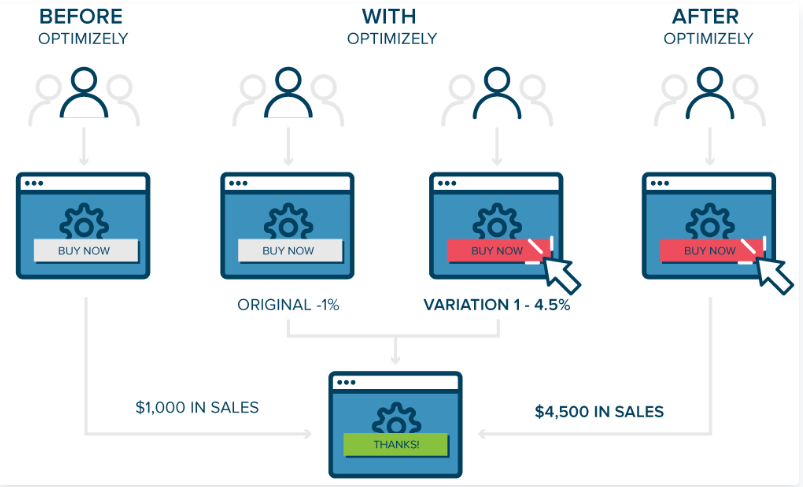 BEFORE
OPTIMIZELY
WITH
OPTIMIZELY
AFTER
OPTIMIZELY
BUY NOW
BUY NOW
BUY NOW
BUY NOW
ORIGINAL -1%
VARIATION 1 - 4.5%
$1,000 IN SALES
$4,500 IN SALES
THANKS!